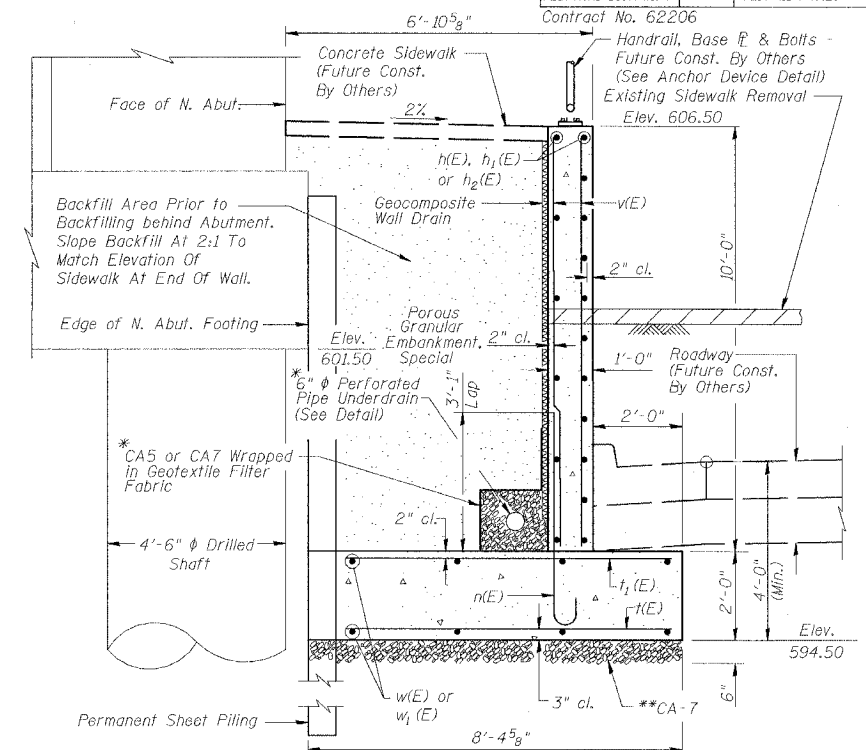 6'-10 5/8"
Contract No. 62206
Handrail, Base ⅊ & Bolts -
Future Const. By Others
(See Anchor Device Detail)
Concrete Sidewalk
(Future Const.
By Others)
Existing Sidewalk Removal
Face of N. Abut.
2%
Elev. 606.50
h(E), h₁(E)
or h₂(E)
Geocomposite
Wall Drain
v(E)
Backfill Area Prior to
Backfilling behind Abutment.
Slope Backfill At 2:1 To
Match Elevation Of
Sidewalk At End Of Wall.
10'-0"
2" cl.
Porous
Granular
Embankment,
Special
Edge of N. Abut. Footing
Elev.
601.50
2" cl.
1'-0"
Roadway
(Future Const.
By Others)
*6" ϕ Perforated
Pipe Underdrain
(See Detail)
3'-1"
Lap
2'-0"
*
CA5 or CA7 Wrapped
in Geotextile Filter
Fabric
2" cl.
4'-6" ϕ Drilled
Shaft
n(E)
t₁(E)
t(E)
2'-0"
4'-0"
(Min.)
Elev.
594.50
w(E) or
w₁(E)
3" cl.
**CA-7
6"
Permanent Sheet Piling
8'-4 5/8"